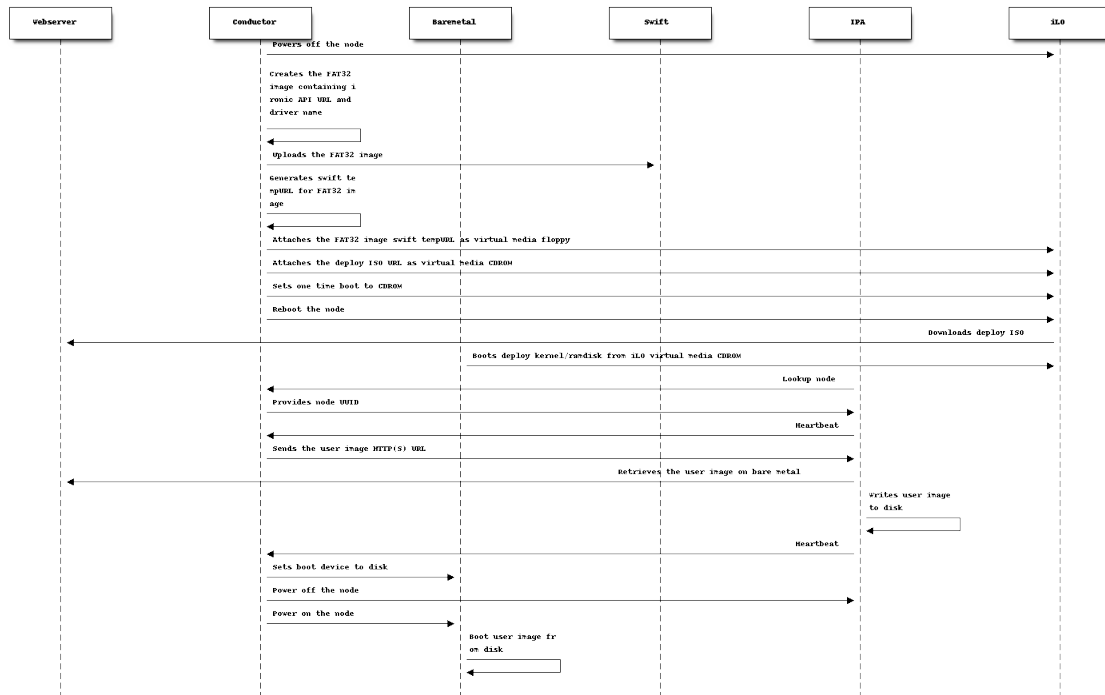 Webserver
Conductor
Baremetal
Swift
IPA
iLO
Powers off the node
Creates the FAT32
image containing i
ronic API URL and
driver name
Uploads the FAT32 image
Generates swift te
mpURL for FAT32 im
age
Attaches the FAT32 image swift tempURL as virtual media floppy
Attaches the deploy ISO URL as virtual media CDROM
Sets one time boot to CDROM
Reboot the node
Downloads deploy ISO
Boots deploy kernel/ramdisk from iLO virtual media CDROM
Lookup node
Provides node UUID
Heartbeat
Sends the user image HTTP(S) URL
Retrieves the user image on bare metal
Writes user image
to disk
Heartbeat
Sets boot device to disk
Power off the node
Power on the node
Boot user image fr
om disk